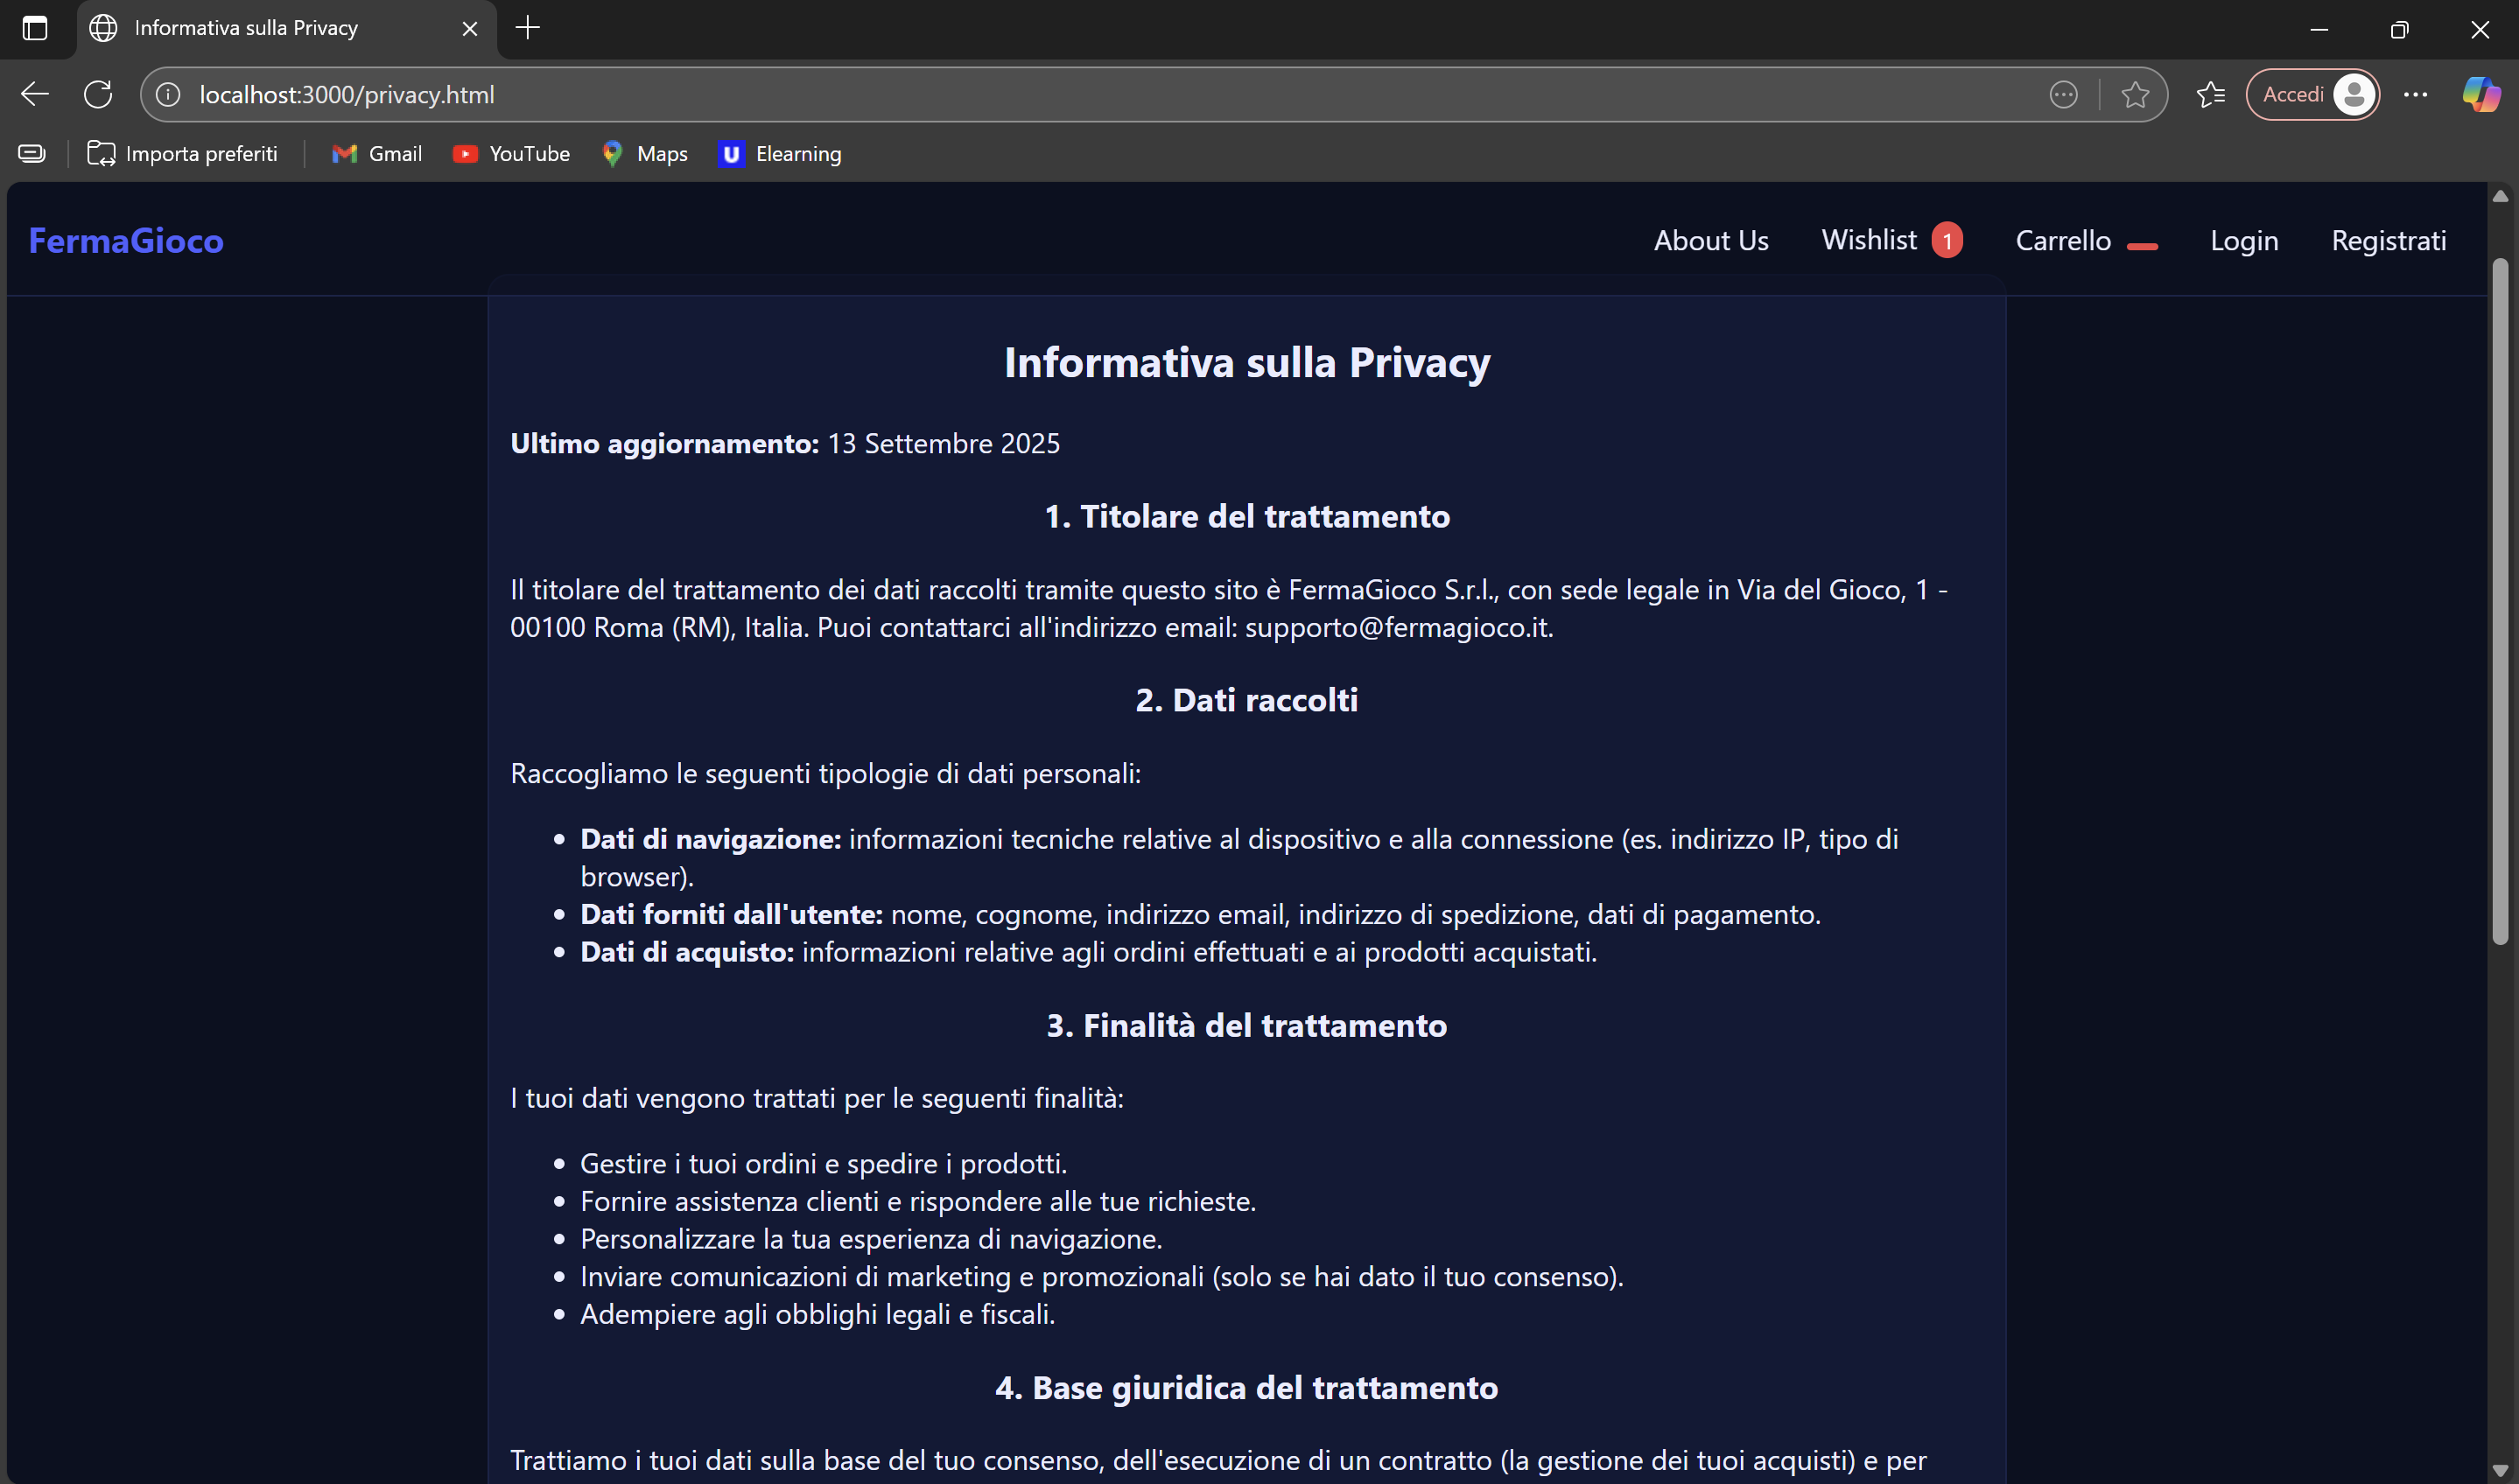 Informativa sulla Privacy
localhost:3000/privacy.html
Accedi
Importa preferiti
Gmail
YouTube
Maps
U Elearning
FermaGioco
About Us
Wishlist 1
Carrello
Login
Registrati
Informativa sulla Privacy
Ultimo aggiornamento: 13 Settembre 2025
1. Titolare del trattamento
Il titolare del trattamento dei dati raccolti tramite questo sito è FermaGioco S.r.l., con sede legale in Via del Gioco, 1 -
00100 Roma (RM), Italia. Puoi contattarci all'indirizzo email: supporto@fermagioco.it.
2. Dati raccolti
Raccogliamo le seguenti tipologie di dati personali:
• Dati di navigazione: informazioni tecniche relative al dispositivo e alla connessione (es. indirizzo IP, tipo di
browser).
• Dati forniti dall'utente: nome, cognome, indirizzo email, indirizzo di spedizione, dati di pagamento.
• Dati di acquisto: informazioni relative agli ordini effettuati e ai prodotti acquistati.
3. Finalità del trattamento
I tuoi dati vengono trattati per le seguenti finalità:
• Gestire i tuoi ordini e spedire i prodotti.
• Fornire assistenza clienti e rispondere alle tue richieste.
• Personalizzare la tua esperienza di navigazione.
• Inviare comunicazioni di marketing e promozionali (solo se hai dato il tuo consenso).
• Adempiere agli obblighi legali e fiscali.
4. Base giuridica del trattamento
Trattiamo i tuoi dati sulla base del tuo consenso, dell'esecuzione di un contratto (la gestione dei tuoi acquisti) e per